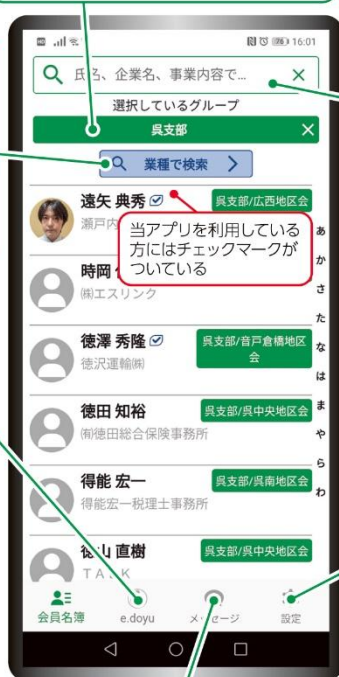 16:01
氏名、企業名、事業内容で...
選択しているグループ
呉支部
業種で検索
遠矢 典秀
呉支部/広西地区会
瀬戸内
当アプリを利用している
方にはチェックマークが
ついている
時岡
㈱エスリンク
徳澤 秀隆
呉支部/音戸倉橋地区
会
徳沢運輸㈱
徳田 知裕
呉支部/呉中央地区会
㈲徳田総合保険事務所
得能 宏一
呉支部/呉南地区会
得能宏一税理士事務所
徳山 直樹
呉支部/呉中央地区会
ＴＡＳＫ
あ
か
さ
た
な
は
ま
や
ら
わ
会員名簿
e.doyu
メッセージ
設定